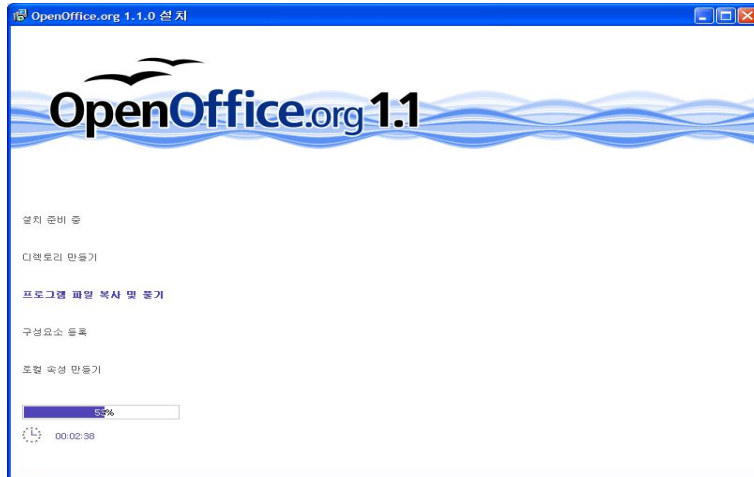 OpenOffice.org 1.1.0 설치
OpenOffice.org 1.1
설치 준비 중
디렉토리 만들기
프로그램 파일 복사 및 풀기
구성요소 등록
로컬 속성 만들기
00:02:38